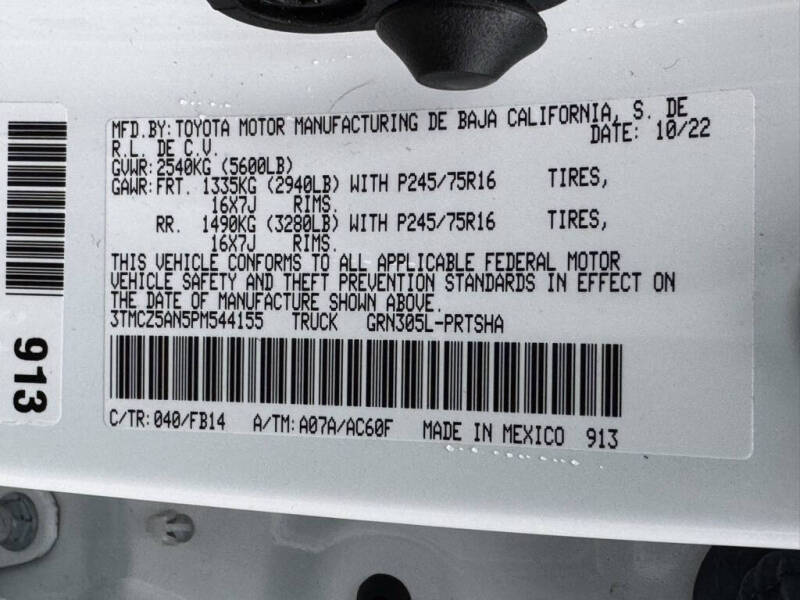 MFD.BY: TOYOTA MOTOR MANUFACTURING DE BAJA CALIFORNIA, S. DE
R.L. DE C.V. DATE: 10/22
GVWR: 2540KG (5600LB)
GAWR: FRT. 1335KG (2940LB) WITH P245/75R16 TIRES,
16X7J RIMS.
RR. 1490KG (3280LB) WITH P245/75R16 TIRES,
16X7J RIMS.
THIS VEHICLE CONFORMS TO ALL APPLICABLE FEDERAL MOTOR
VEHICLE SAFETY AND THEFT PREVENTION STANDARDS IN EFFECT ON
THE DATE OF MANUFACTURE SHOWN ABOVE.
3TMCZ5AN5PM544155 TRUCK GRN305L-PRTSHA
C/TR: 040/FB14 A/TM: A07A/AC60F MADE IN MEXICO 913
913